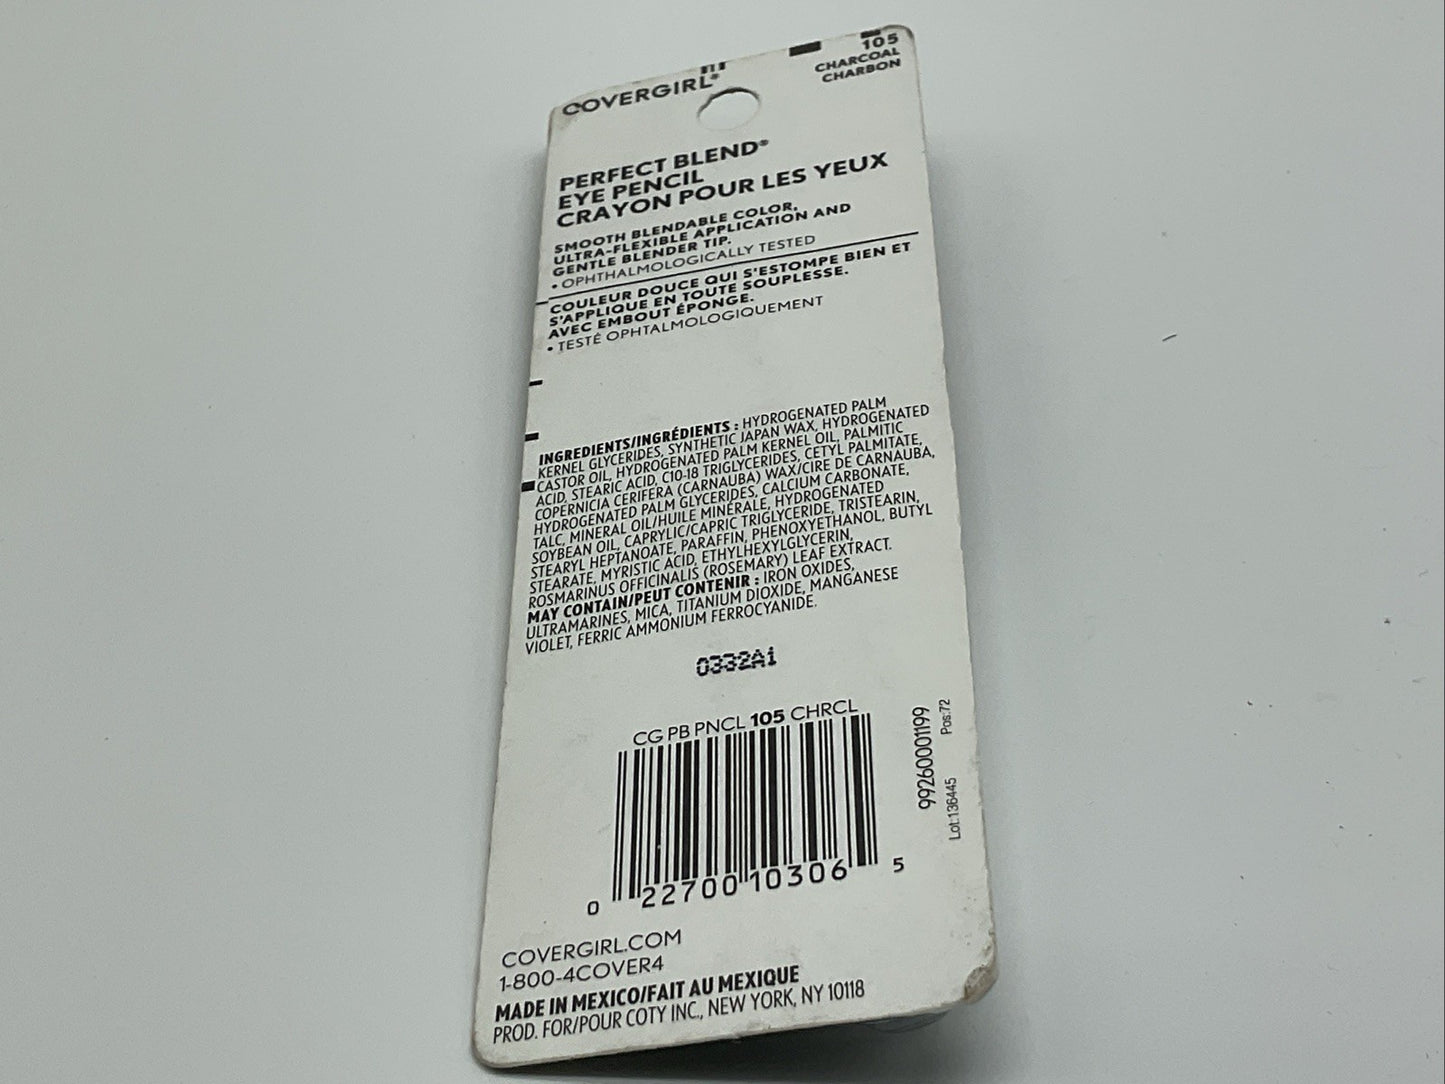 105
CHARCOAL
CHARBON
COVERGIRL®
PERFECT BLEND®
EYE PENCIL
CRAYON POUR LES YEUX
SMOOTH BLENDABLE COLOR,
ULTRA-FLEXIBLE APPLICATION AND
GENTLE BLENDER TIP.
• OPHTHALMOLOGICALLY TESTED
COULEUR DOUCE QUI S'ESTOMPE BIEN ET
S'APPLIQUE EN TOUTE SOUPLESSE.
AVEC EMBOUT ÉPONGE.
• TESTÉ OPHTALMOLOGIQUEMENT
INGREDIENTS/INGRÉDIENTS : HYDROGENATED PALM
KERNEL GLYCERIDES, SYNTHETIC JAPAN WAX, HYDROGENATED
CASTOR OIL, HYDROGENATED PALM KERNEL OIL, PALMITIC
ACID, STEARIC ACID, C10-18 TRIGLYCERIDES, CETYL PALMITATE,
COPERNICIA CERIFERA (CARNAUBA) WAX/CIRE DE CARNAUBA,
HYDROGENATED PALM GLYCERIDES, CALCIUM CARBONATE,
TALC, MINERAL OIL/HUILE MINÉRALE, HYDROGENATED
SOYBEAN OIL, CAPRYLIC/CAPRIC TRIGLYCERIDE, TRISTEARIN,
STEARYL HEPTANOATE, PARAFFIN, PHENOXYETHANOL, BUTYL
STEARATE, MYRISTIC ACID, ETHYLHEXYLGLYCERIN,
ROSMARINUS OFFICINALIS (ROSEMARY) LEAF EXTRACT.
MAY CONTAIN/PEUT CONTENIR : IRON OXIDES,
ULTRAMARINES, MICA, TITANIUM DIOXIDE, MANGANESE
VIOLET, FERRIC AMMONIUM FERROCYANIDE.
0332A1
CG PB PNCL 105 CHRCL
0 22700 10306 5
99260001199
Lot:136445 Pos:72
COVERGIRL.COM
1-800-4COVER4
MADE IN MEXICO/FAIT AU MEXIQUE
PROD. FOR/POUR COTY INC., NEW YORK, NY 10118